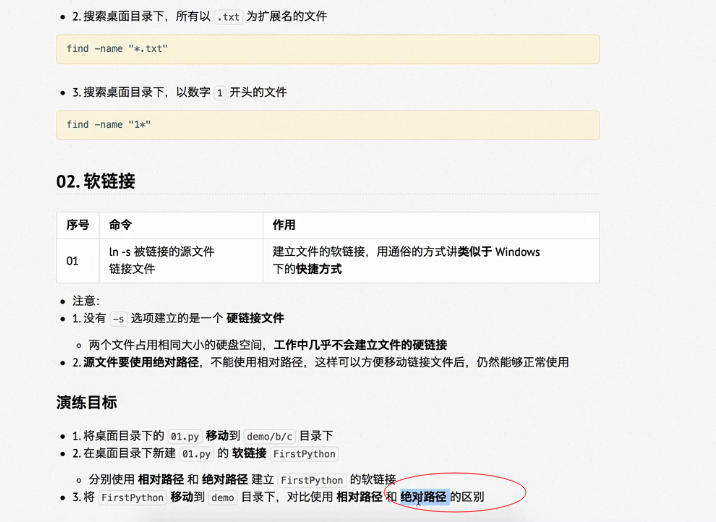 2. 搜索桌面目录下，所有以 .txt 为扩展名的文件
find -name "*.txt"
3. 搜索桌面目录下，以数字 1 开头的文件
find -name "1*"
02. 软链接
序号 命令 作用
01 ln -s 被链接的源文件 建立文件的软链接，用通俗的方式讲类似于 Windows
链接文件 下的快捷方式
注意：
1. 没有 -s 选项建立的是一个 硬链接文件
两个文件占用相同大小的硬盘空间，工作中几乎不会建立文件的硬链接
2. 源文件要使用绝对路径，不能使用相对路径，这样可以方便移动链接文件后，仍然能够正常使用
演练目标
1. 将桌面目录下的 01.py 移动到 demo/b/c 目录下
2. 在桌面目录下新建 01.py 的 软链接 FirstPython
分别使用 相对路径 和 绝对路径 建立 FirstPython 的软链接
3. 将 FirstPython 移动到 demo 目录下，对比使用 相对路径 和 绝对路径 的区别